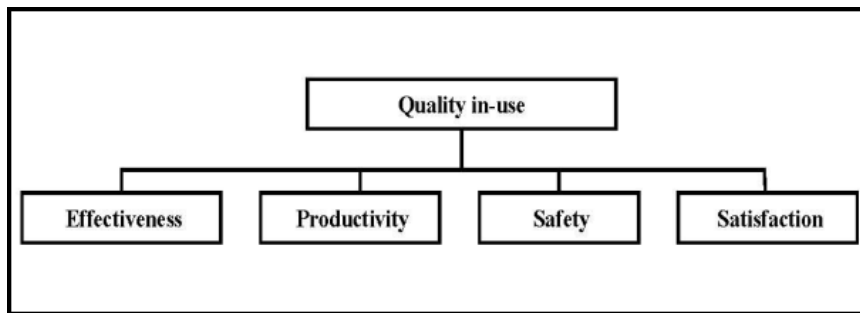 Quality in-use
Effectiveness
Productivity
Safety
Satisfaction